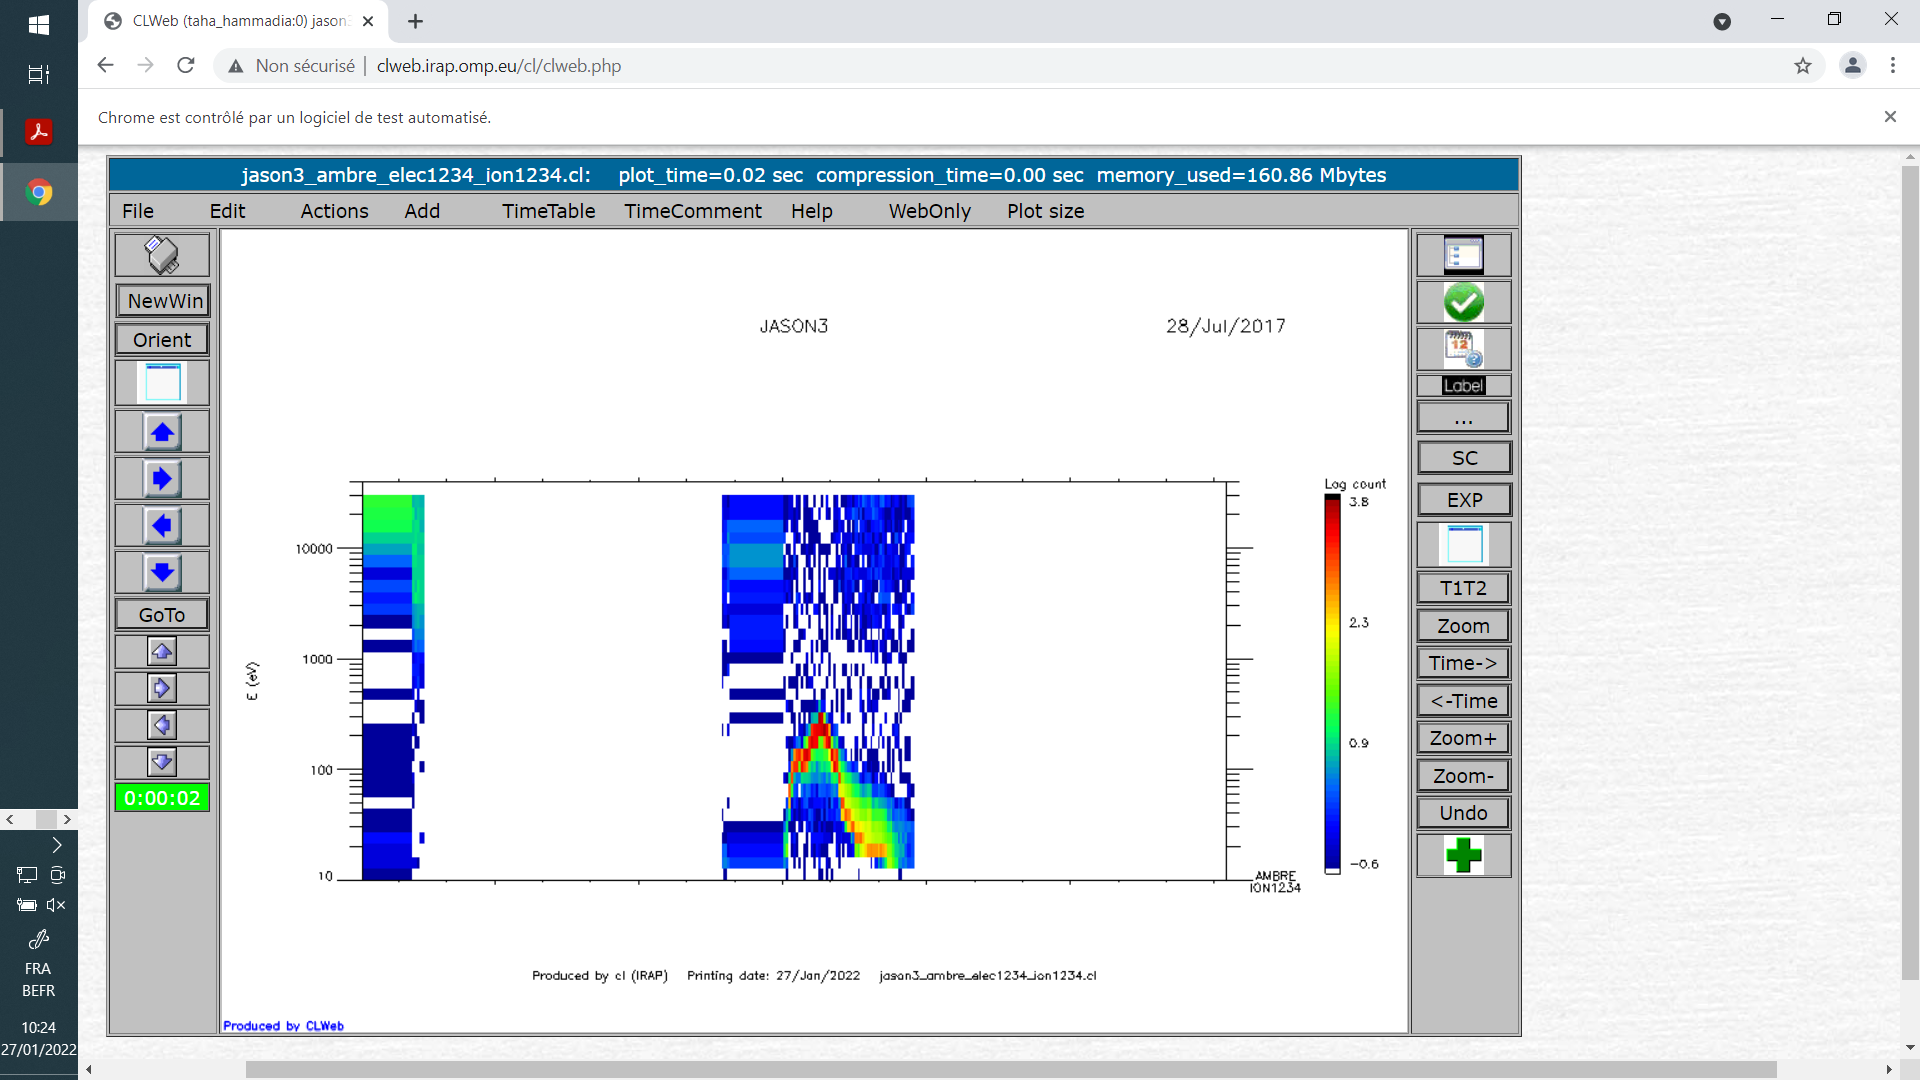 CLWeb (taha_hammadia:0) jason3
Non sécurisé | clweb.irap.omp.eu/cl/clweb.php
Chrome est contrôlé par un logiciel de test automatisé.
jason3_ambre_elec1234_ion1234.cl: plot_time=0.02 sec compression_time=0.00 sec memory_used=160.86 Mbytes
File Edit Actions Add TimeTable TimeComment Help WebOnly Plot size
NewWin
Orient
GoTo
0:00:02
JASON3 28/Jul/2017
E (eV)
10000
1000
100
10
Log count
3.8
2.3
0.9
-0.6
AMBRE
ION1234
Produced by cl (IRAP) Printing date: 27/Jan/2022 jason3_ambre_elec1234_ion1234.cl
Produced by CLWeb
12
Label
...
SC
EXP
T1T2
Zoom
Time->
<-Time
Zoom+
Zoom-
Undo
FRA
BEFR
10:24
27/01/2022